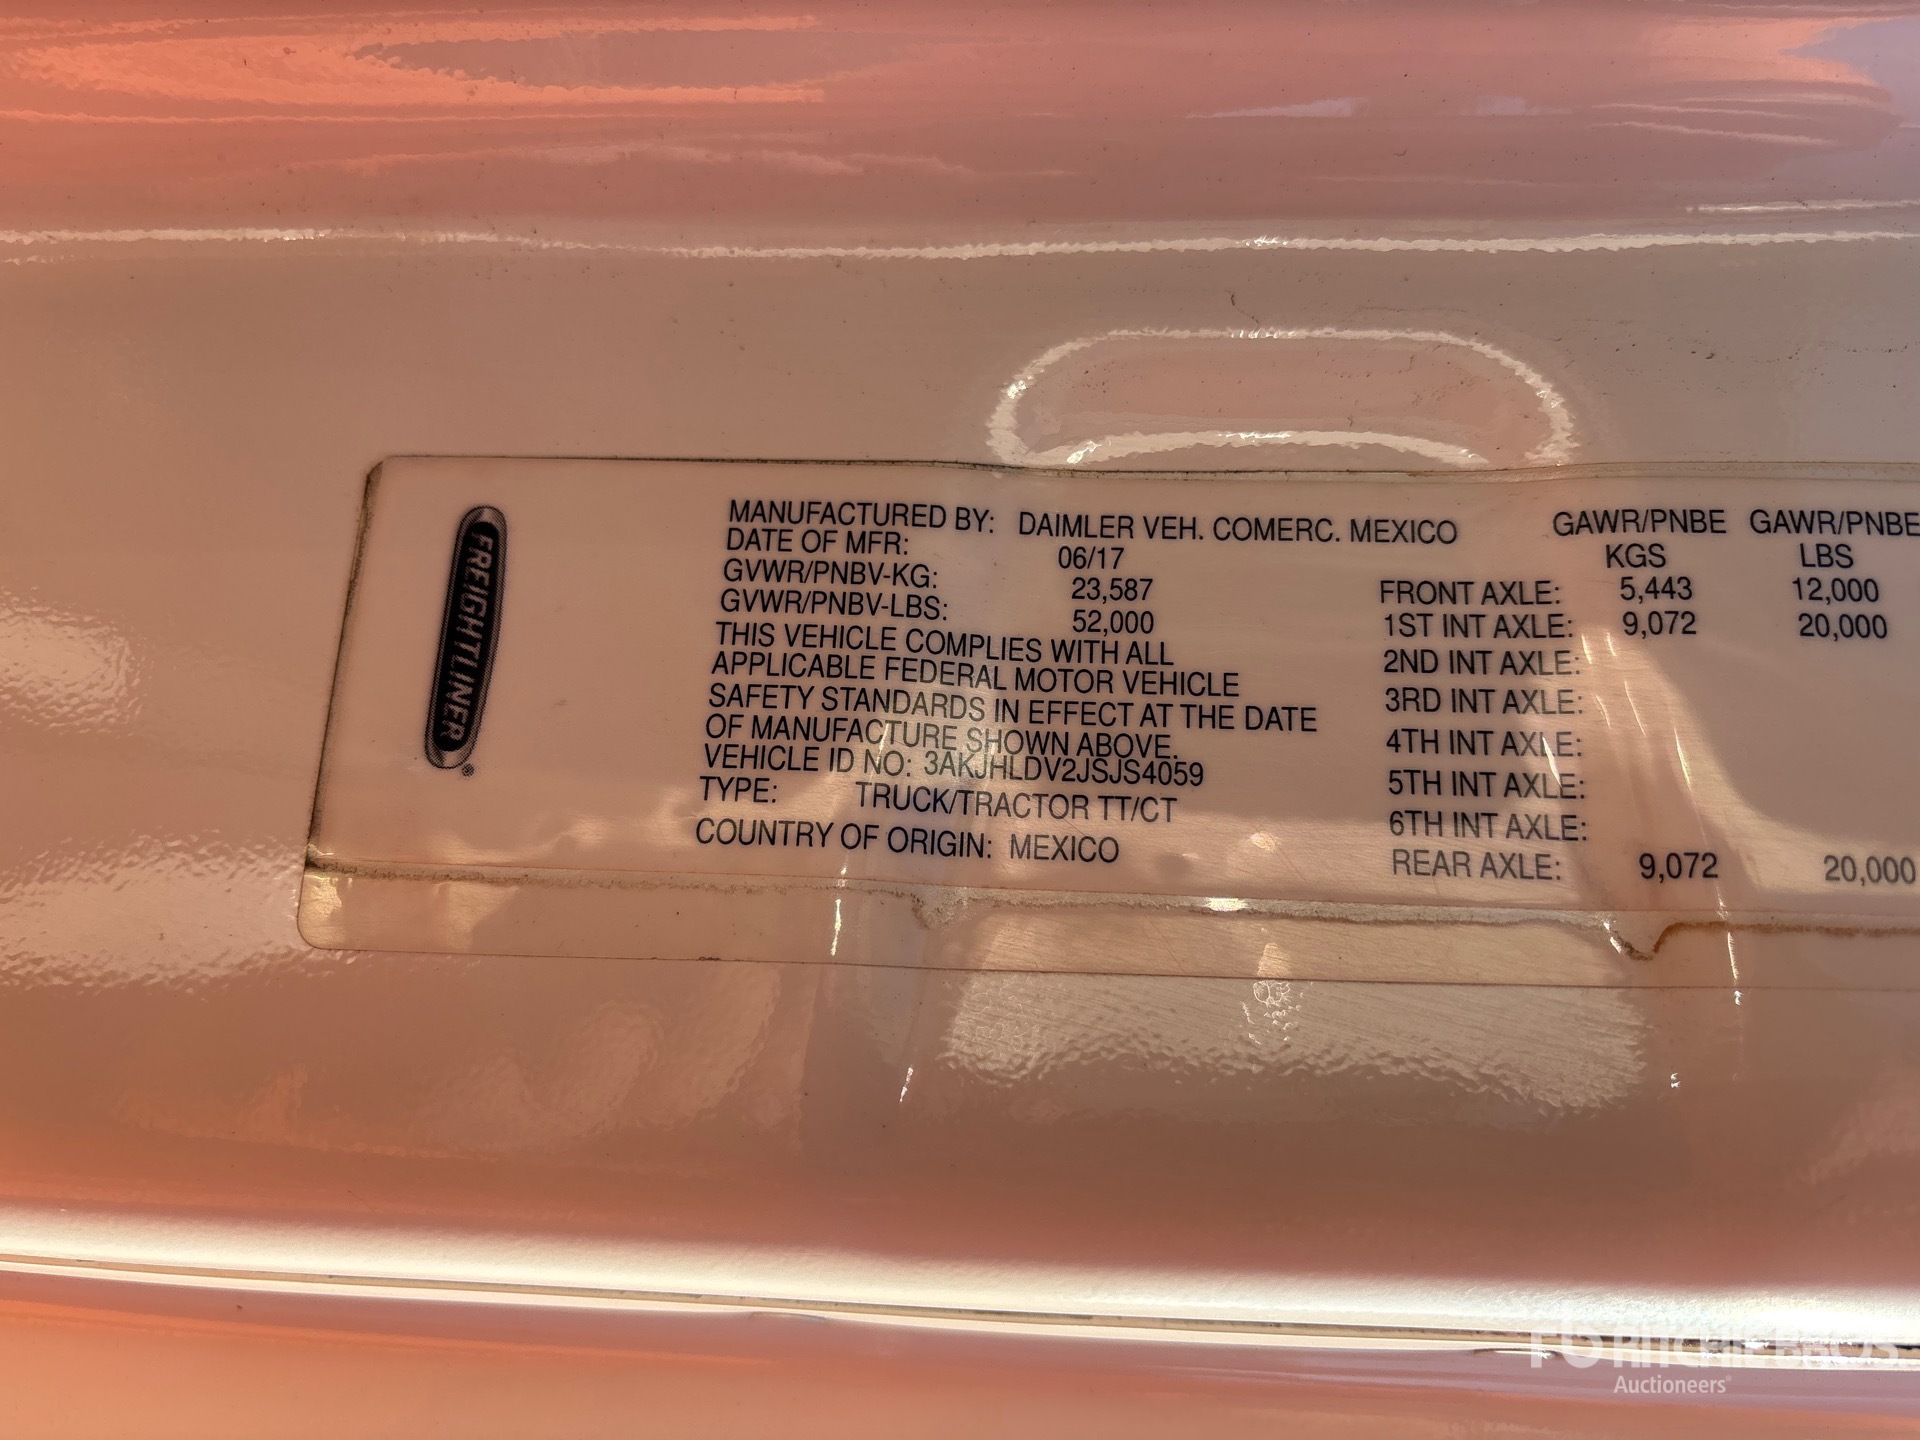 FREIGHTLINER
MANUFACTURED BY: DAIMLER VEH. COMERC. MEXICO
DATE OF MFR: 06/17
GVWR/PNBV-KG: 23,587
GVWR/PNBV-LBS: 52,000
THIS VEHICLE COMPLIES WITH ALL
APPLICABLE FEDERAL MOTOR VEHICLE
SAFETY STANDARDS IN EFFECT AT THE DATE
OF MANUFACTURE SHOWN ABOVE.
VEHICLE ID NO: 3AKJHLDV2JSJS4059
TYPE: TRUCK/TRACTOR TT/CT
COUNTRY OF ORIGIN: MEXICO
GAWR/PNBE GAWR/PNBE
KGS LBS
FRONT AXLE: 5,443 12,000
1ST INT AXLE: 9,072 20,000
2ND INT AXLE:
3RD INT AXLE:
4TH INT AXLE:
5TH INT AXLE:
6TH INT AXLE:
REAR AXLE: 9,072 20,000
RITCHIE BROS.
Auctioneers